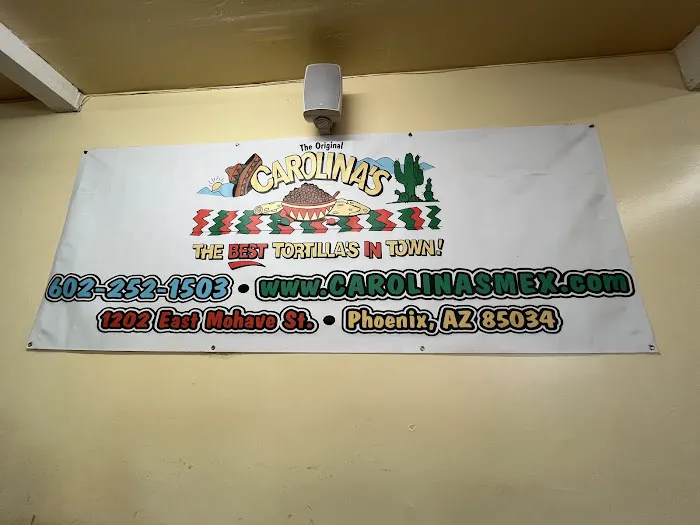 The Original
CAROLINA'S
THE BEST TORTILLA'S IN TOWN!
602-252-1503 • www.CAROLINASMEX.com
1202 East Mohave St. • Phoenix, AZ 85034